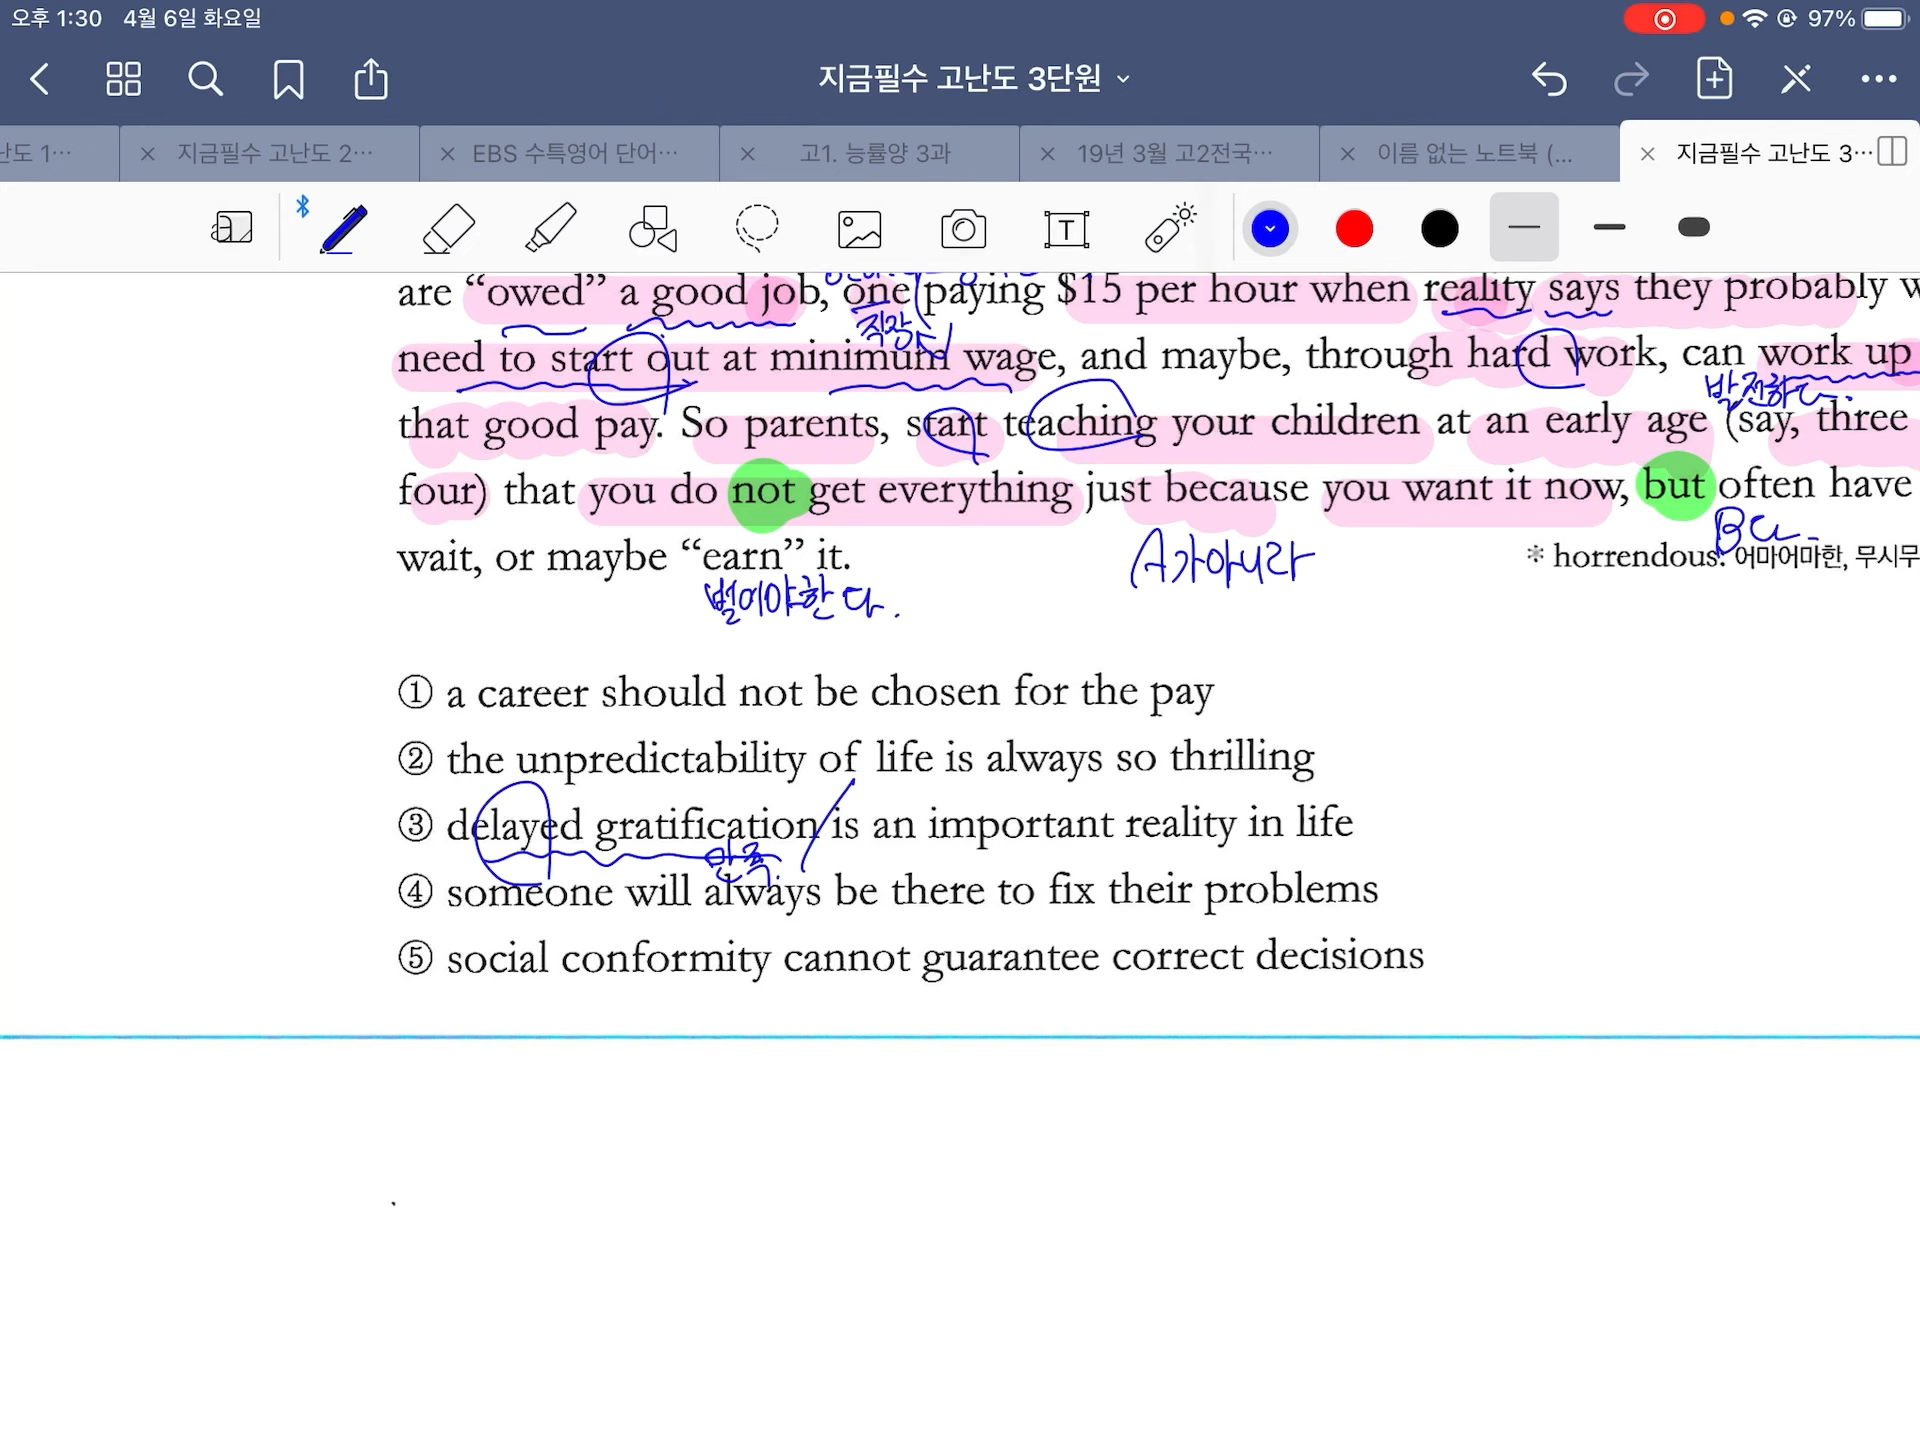 오후 1:30 4월 6일 화요일 97%
지금필수 고난도 3단원
난도 1… 지금필수 고난도 2… EBS 수특영어 단어… 고1. 능률양 3과 19년 3월 고2전국… 이름 없는 노트북 (… 지금필수 고난도 3…
are “owed” a good job, one paying $15 per hour when reality says they probably w
직장
need to start out at minimum wage, and maybe, through hard work, can work up
발전하다.
that good pay. So parents, start teaching your children at an early age (say, three
four) that you do not get everything just because you want it now, but often have
A가아니라
wait, or maybe “earn” it.
* horrendous: 어마어마한, 무시무
벌어야한다.
① a career should not be chosen for the pay
② the unpredictability of life is always so thrilling
③ delayed gratification is an important reality in life
만족
④ someone will always be there to fix their problems
⑤ social conformity cannot guarantee correct decisions